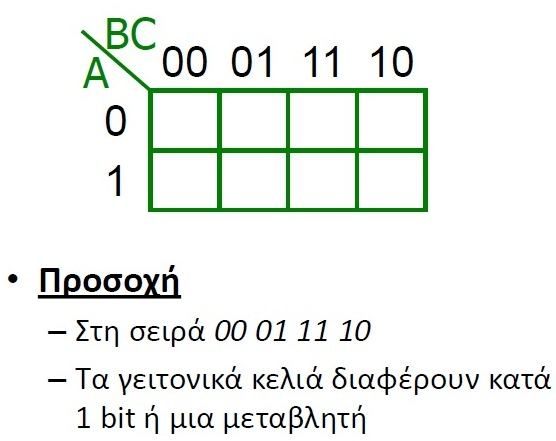 BC
A 00 01 11 10
0
1
• Προσοχή
– Στη σειρά 00 01 11 10
– Τα γειτονικά κελιά διαφέρουν κατά
1 bit ή μια μεταβλητή